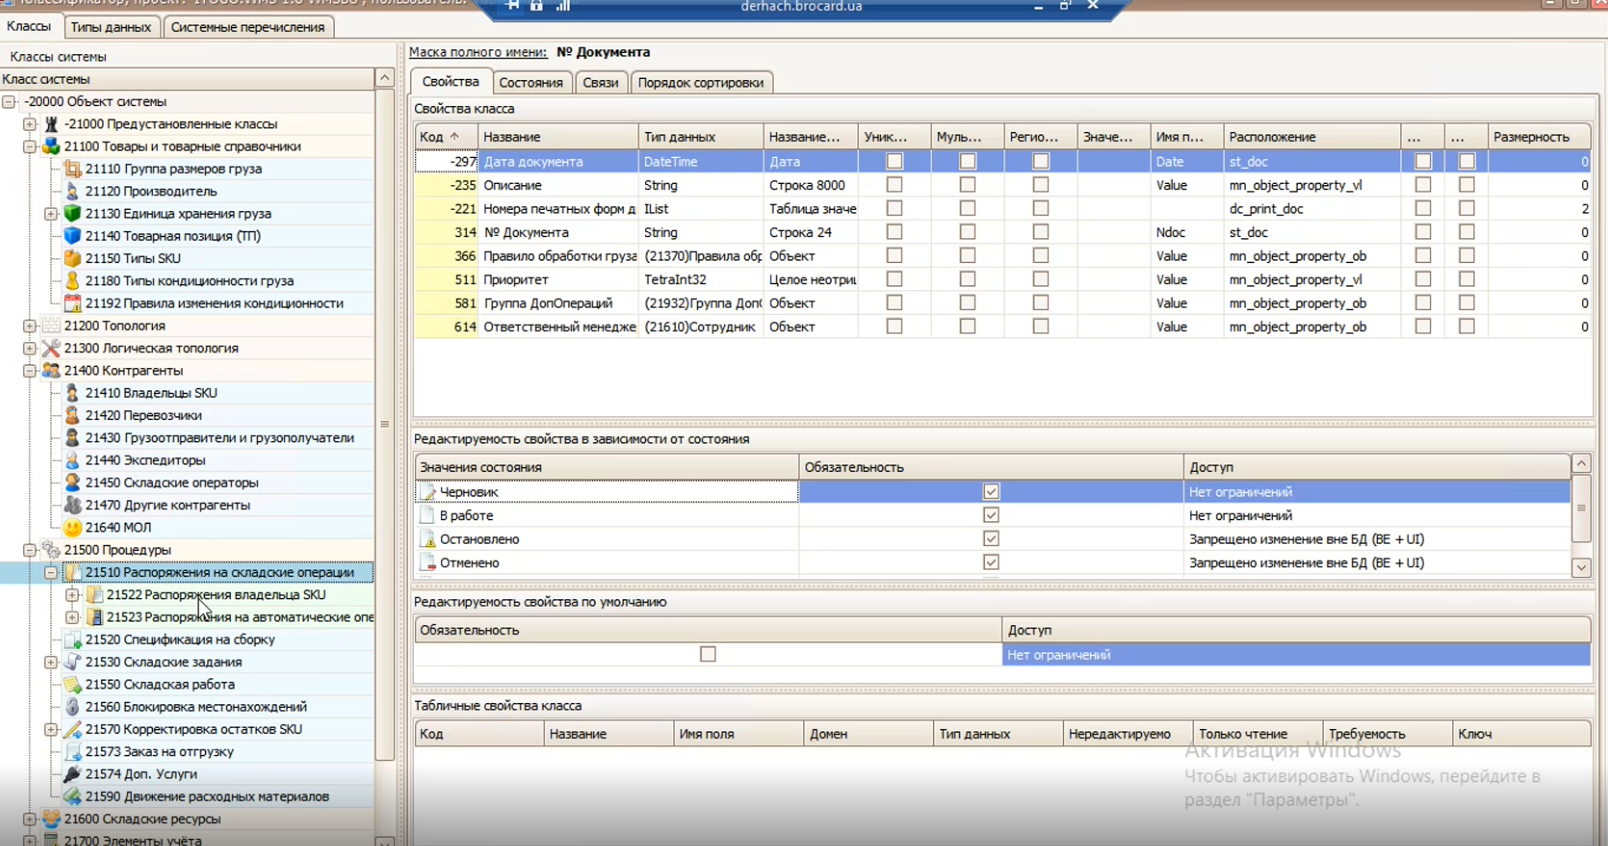 Классификатор, проект:
derhach.brocard.ua
Классы Типы данных Системные перечисления
Классы системы
Класс системы
-20000 Объект системы
-21000 Предустановленные классы
21100 Товары и товарные справочники
21110 Группа размеров груза
21120 Производитель
21130 Единица хранения груза
21140 Товарная позиция (ТП)
21150 Типы SKU
21180 Типы кондиционности груза
21192 Правила изменения кондиционности
21200 Топология
21300 Логическая топология
21400 Контрагенты
21410 Владельцы SKU
21420 Перевозчики
21430 Грузоотправители и грузополучатели
21440 Экспедиторы
21450 Складские операторы
21470 Другие контрагенты
21640 МОЛ
21500 Процедуры
21510 Распоряжения на складские операции
21522 Распоряжения владельца SKU
21523 Распоряжения на автоматические опе
21520 Спецификация на сборку
21530 Складские задания
21550 Складская работа
21560 Блокировка местонахождений
21570 Корректировка остатков SKU
21573 Заказ на отгрузку
21574 Доп. Услуги
21590 Движение расходных материалов
21600 Складские ресурсы
21700 Элементы учёта
Маска полного имени: № Документа
Свойства Состояния Связи Порядок сортировки
Свойства класса
Код Название Тип данных Название... Уник... Муль... Регио... Значе... Имя п... Расположение ... ... Размерность
-297 Дата документа DateTime Дата Date st_doc 0
-235 Описание String Строка 8000 Value mn_object_property_vl 0
-221 Номера печатных форм д IList Таблица значе dc_print_doc 2
314 № Документа String Строка 24 Ndoc st_doc 0
366 Правило обработки груза (21370)Правила обр Объект Value mn_object_property_ob 0
511 Приоритет TetraInt32 Целое неотриц Value mn_object_property_vl 0
581 Группа ДопОпераций (21932)Группа Доп Объект Value mn_object_property_ob 0
614 Ответственный менедже (21610)Сотрудник Объект Value mn_object_property_ob 0
Редактируемость свойства в зависимости от состояния
Значения состояния Обязательность Доступ
Черновик Нет ограничений
В работе Нет ограничений
Остановлено Запрещено изменение вне БД (BE + UI)
Отменено Запрещено изменение вне БД (BE + UI)
Редактируемость свойства по умолчанию
Обязательность Доступ
Нет ограничений
Табличные свойства класса
Код Название Имя поля Домен Тип данных Нередактируемо Только чтение Требуемость Ключ
Активация Windows
Чтобы активировать Windows, перейдите в
раздел "Параметры".